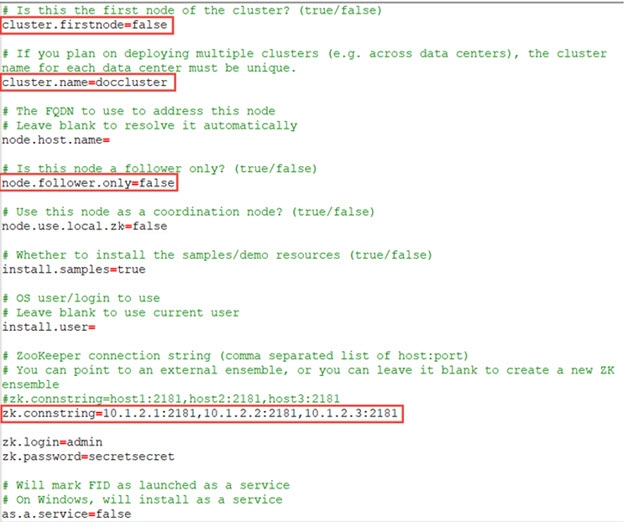 # Is this the first node of the cluster? (true/false)
cluster.firstnode=false
# If you plan on deploying multiple clusters (e.g. across data centers), the cluster
name for each data center must be unique.
cluster.name=doccluster
# The FQDN to use to address this node
# Leave blank to resolve it automatically
node.host.name=
# Is this node a follower only? (true/false)
node.follower.only=false
# Use this node as a coordination node? (true/false)
node.use.local.zk=false
# Whether to install the samples/demo resources (true/false)
install.samples=true
# OS user/login to use
# Leave blank to use current user
install.user=
# ZooKeeper connection string (comma separated list of host:port)
# You can point to an external ensemble, or you can leave it blank to create a new ZK
ensemble
#zk.connstring=host1:2181,host2:2181,host3:2181
zk.connstring=10.1.2.1:2181,10.1.2.2:2181,10.1.2.3:2181
zk.login=admin
zk.password=secretsecret
# Will mark FID as launched as a service
# On Windows, will install as a service
as.a.service=false